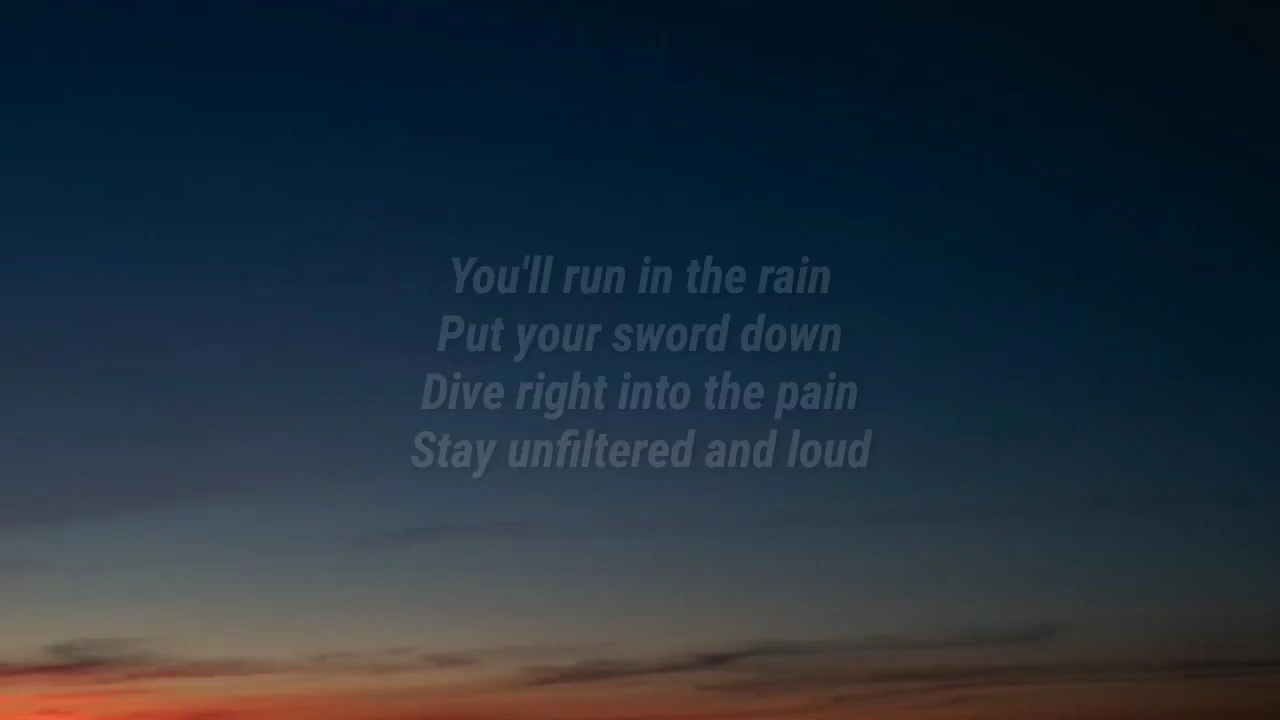 You'll run in the rain
Put your sword down
Dive right into the pain
Stay unfiltered and loud